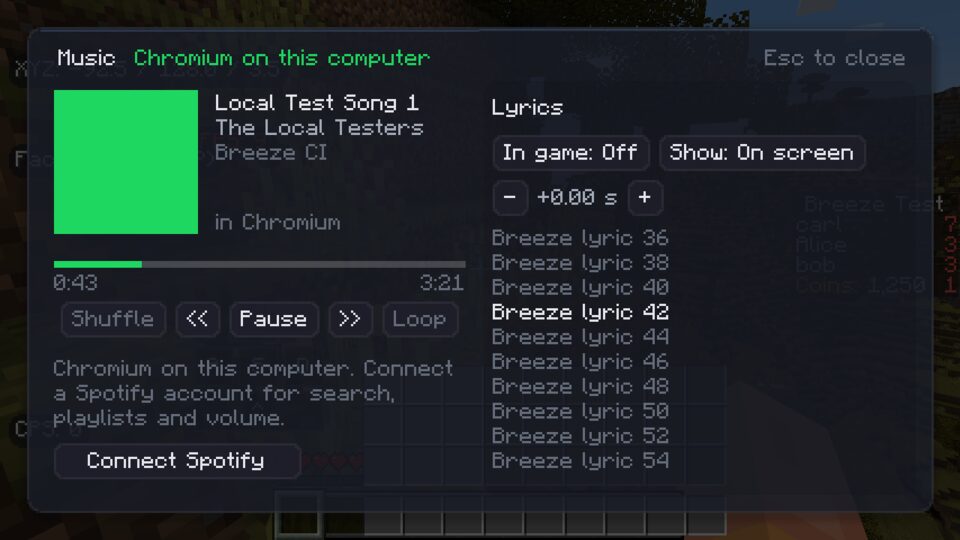 Music Chromium on this computer
Esc to close
Local Test Song 1
The Local Testers
Breeze CI
in Chromium
0:43
3:21
Shuffle
<<
Pause
>>
Loop
Chromium on this computer. Connect
a Spotify account for search,
playlists and volume.
Connect Spotify
Lyrics
In game: Off
Show: On screen
- +0.00 s +
Breeze lyric 36
Breeze lyric 38
Breeze lyric 40
Breeze lyric 42
Breeze lyric 44
Breeze lyric 46
Breeze lyric 48
Breeze lyric 50
Breeze lyric 52
Breeze lyric 54
Breeze Test
carl 7
Alice 3
bob 3
Coins: 1,250 1